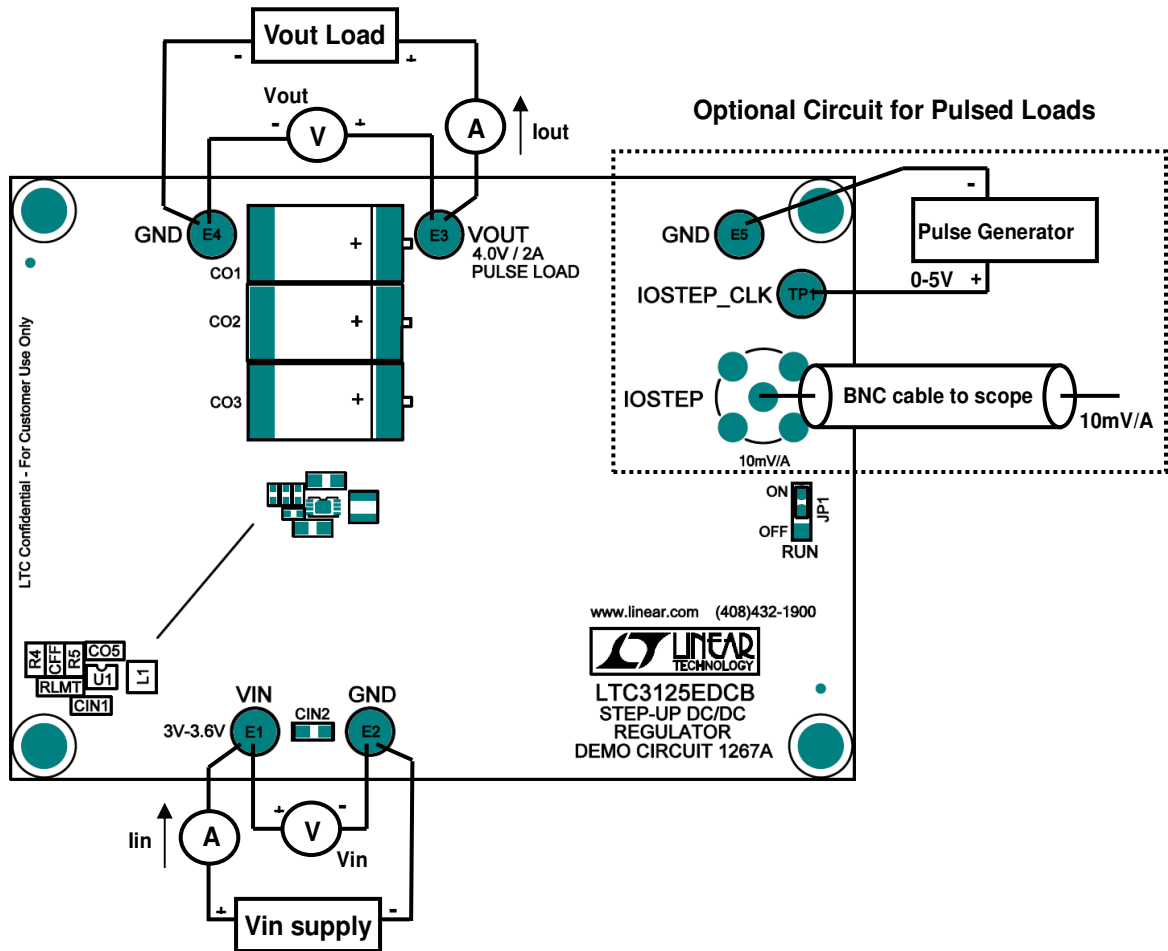 Vout Load
- +
Vout
- V +
A
Iout
Optional Circuit for Pulsed Loads
GND
E4
E3
VOUT
4.0V / 2A
PULSE LOAD
CO1
+
CO2
+
CO3
+
GND
E5
-
Pulse Generator
0-5V +
IOSTEP_CLK
TP1
IOSTEP
BNC cable to scope
10mV/A
10mV/A
ON
OFF
JP1
RUN
LTC Confidential - For Customer Use Only
www.linear.com (408)432-1900
LINEAR
TECHNOLOGY
LTC3125EDCB
STEP-UP DC/DC
REGULATOR
DEMO CIRCUIT 1267A
R4
CFF
R5
CO5
U1
L1
RLMT
CIN1
VIN
GND
3V-3.6V
E1
CIN2
E2
Iin
A
+ V -
Vin
+ -
Vin supply